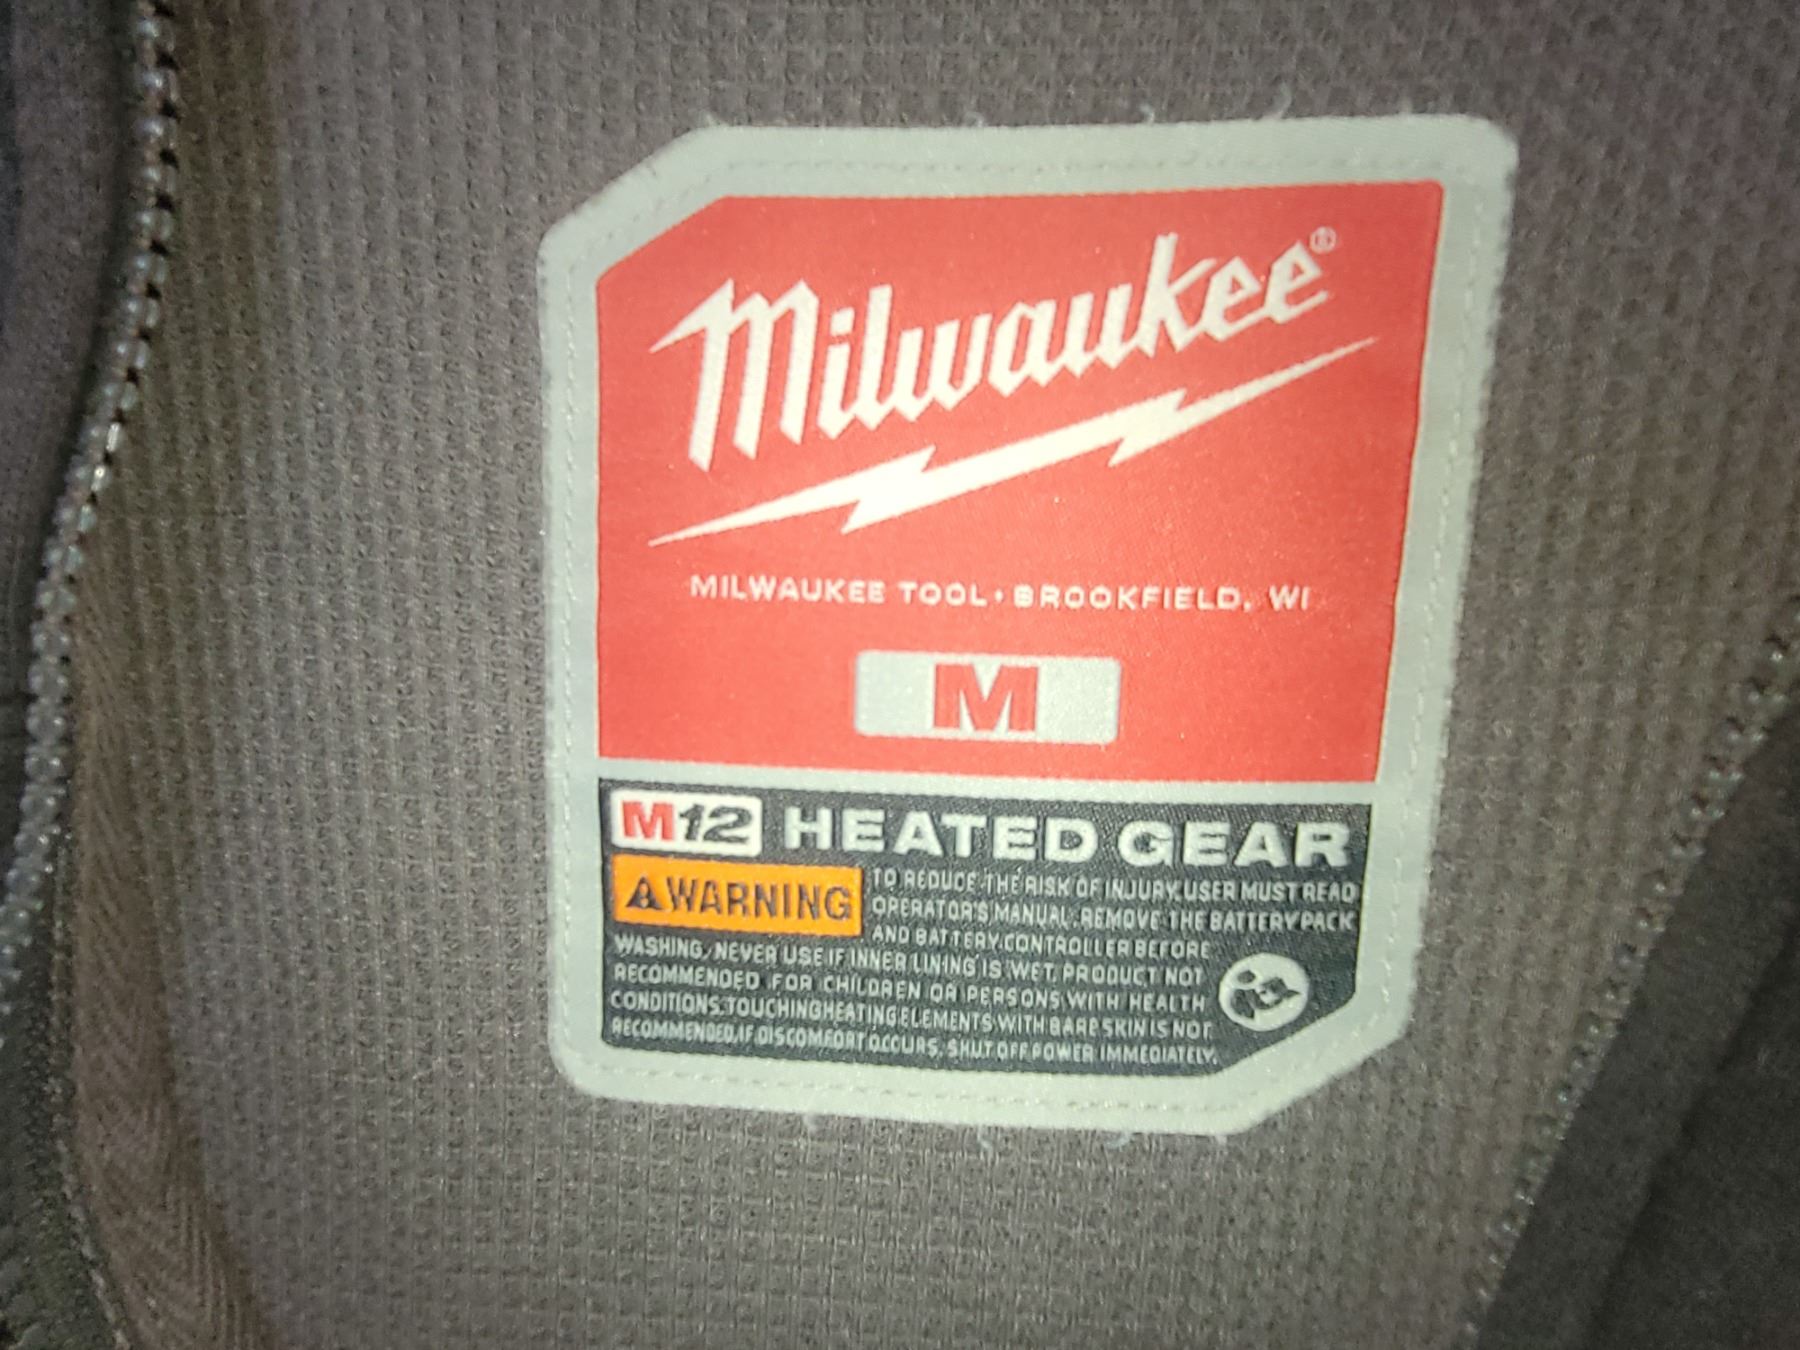 Milwaukee®
MILWAUKEE TOOL • BROOKFIELD, WI
M
M12 HEATED GEAR
WARNING TO REDUCE THE RISK OF INJURY, USER MUST READ
OPERATOR'S MANUAL. REMOVE THE BATTERY PACK
AND BATTERY CONTROLLER BEFORE
WASHING. NEVER USE IF INNER LINING IS WET. PRODUCT NOT
RECOMMENDED FOR CHILDREN OR PERSONS WITH HEALTH
CONDITIONS. TOUCHING HEATING ELEMENTS WITH BARE SKIN IS NOT
RECOMMENDED. IF DISCOMFORT OCCURS, SHUT OFF POWER IMMEDIATELY.